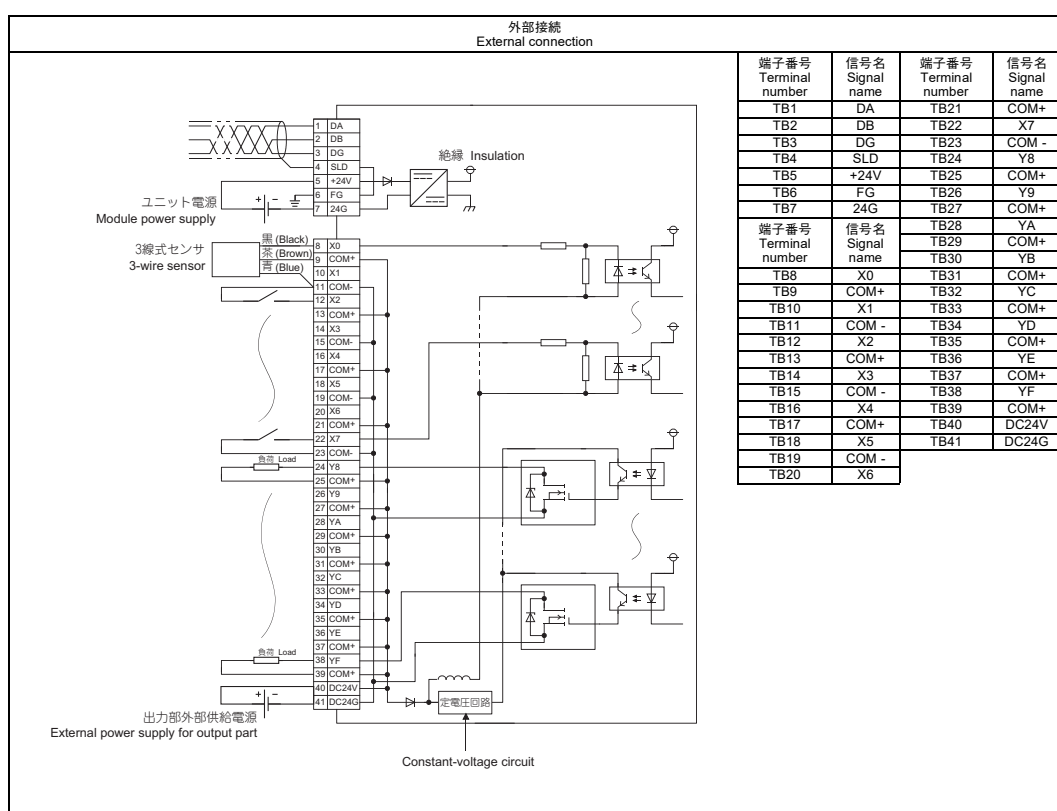 外部接続
External connection
1 DA
2 DB
3 DG
4 SLD
5 +24V
6 FG
7 24G
絶縁 Insulation
ユニット電源
Module power supply
+ -
3線式センサ
3-wire sensor
黒 (Black)
茶 (Brown)
青 (Blue)
8 X0
9 COM+
10 X1
11 COM-
12 X2
13 COM+
14 X3
15 COM-
16 X4
17 COM+
18 X5
19 COM-
20 X6
21 COM+
22 X7
23 COM-
24 Y8
25 COM+
26 Y9
27 COM+
28 YA
29 COM+
30 YB
31 COM+
32 YC
33 COM+
34 YD
35 COM+
36 YE
37 COM+
38 YF
39 COM+
40 DC24V
41 DC24G
負荷 Load
負荷 Load
+ -
出力部外部供給電源
External power supply for output part
定電圧回路
Constant-voltage circuit
端子番号 信号名 端子番号 信号名
Terminal Signal Terminal Signal
number name number name
TB1 DA TB21 COM+
TB2 DB TB22 X7
TB3 DG TB23 COM -
TB4 SLD TB24 Y8
TB5 +24V TB25 COM+
TB6 FG TB26 Y9
TB7 24G TB27 COM+
端子番号 信号名 TB28 YA
Terminal Signal TB29 COM+
number name TB30 YB
TB8 X0 TB31 COM+
TB9 COM+ TB32 YC
TB10 X1 TB33 COM+
TB11 COM - TB34 YD
TB12 X2 TB35 COM+
TB13 COM+ TB36 YE
TB14 X3 TB37 COM+
TB15 COM - TB38 YF
TB16 X4 TB39 COM+
TB17 COM+ TB40 DC24V
TB18 X5 TB41 DC24G
TB19 COM -
TB20 X6